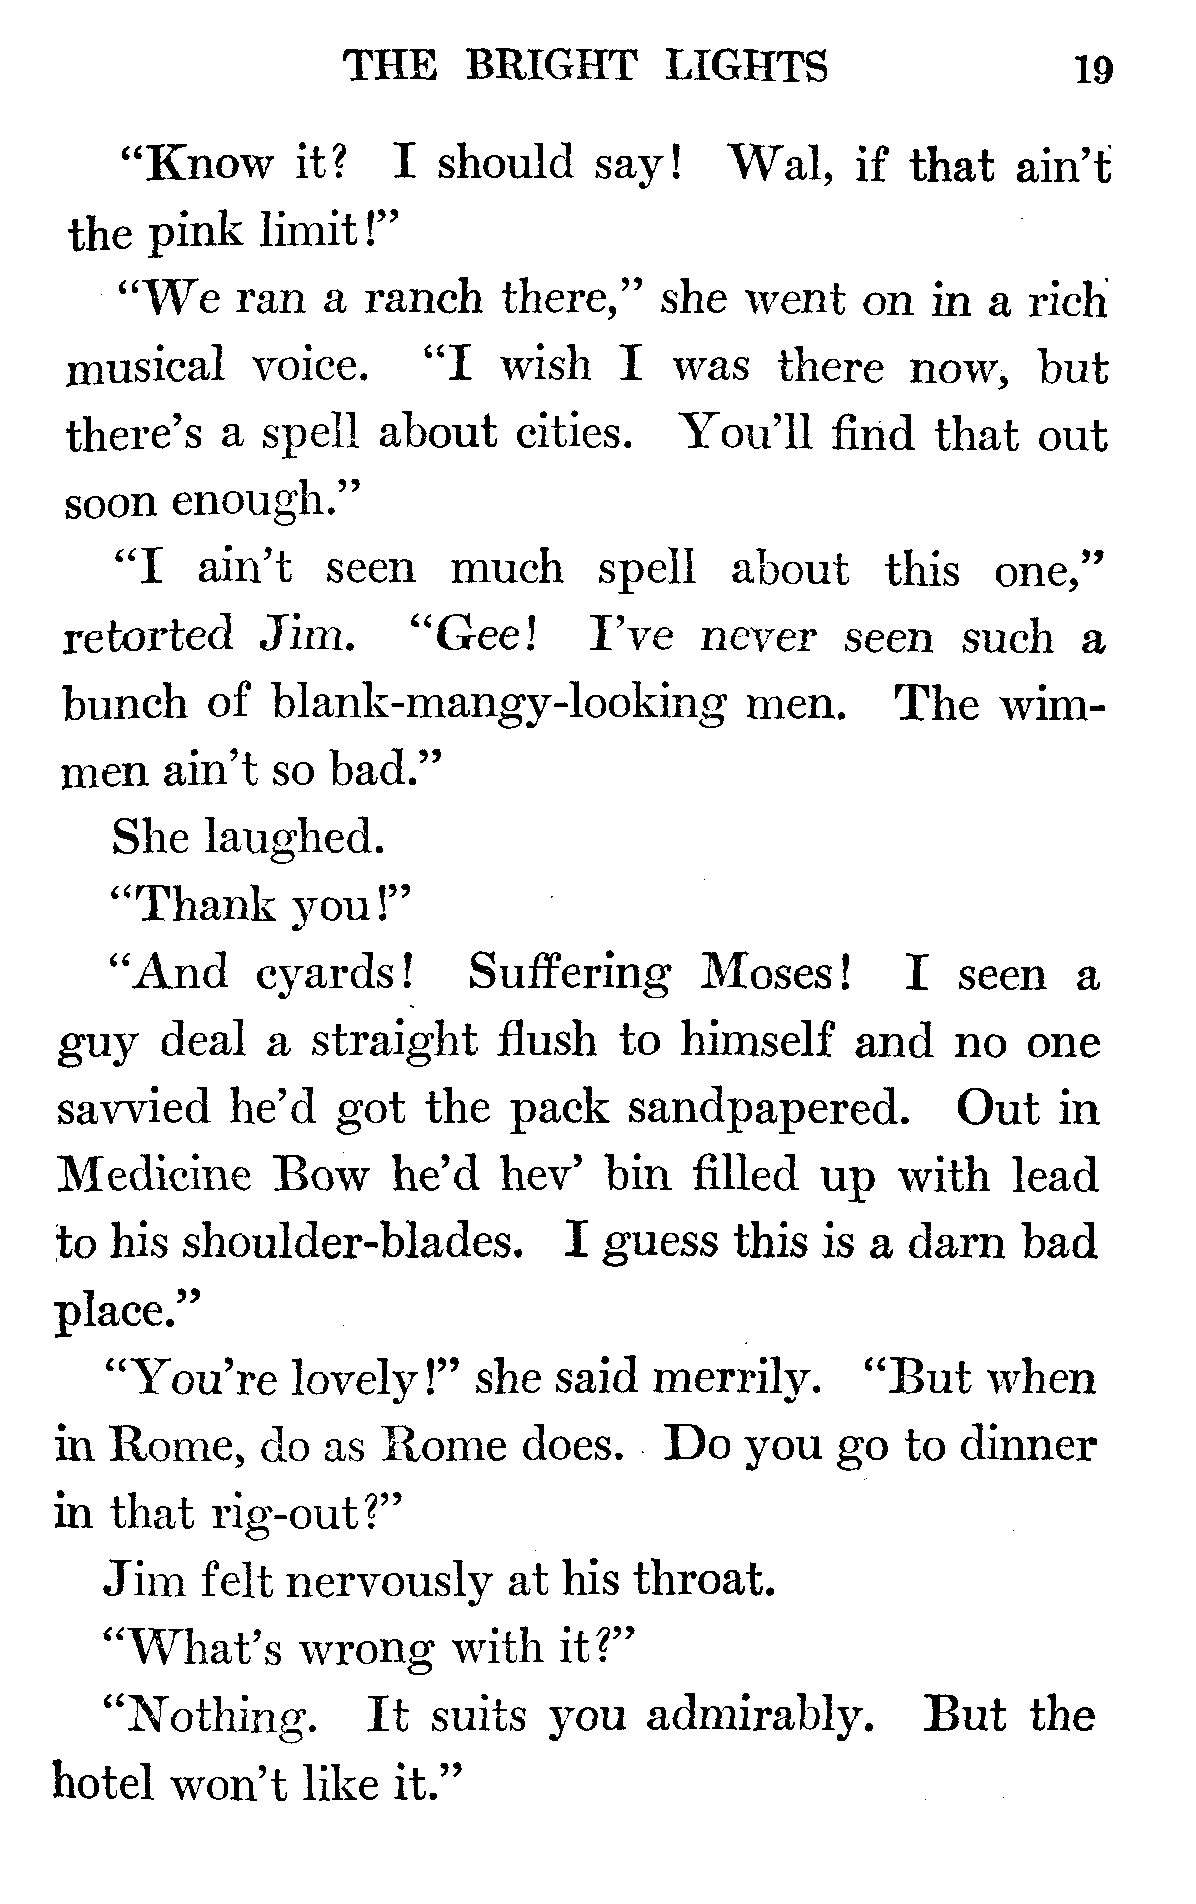 THE BRIGHT LIGHTS 19
“Know it? I should say! Wal, if that ain’t
the pink limit!”
“We ran a ranch there,” she went on in a rich
musical voice. “I wish I was there now, but
there’s a spell about cities. You’ll find that out
soon enough.”
“I ain’t seen much spell about this one,”
retorted Jim. “Gee! I’ve never seen such a
bunch of blank-mangy-looking men. The wim-
men ain’t so bad.”
She laughed.
“Thank you!”
“And cyards! Suffering Moses! I seen a
guy deal a straight flush to himself and no one
savvied he’d got the pack sandpapered. Out in
Medicine Bow he’d hev’ bin filled up with lead
to his shoulder-blades. I guess this is a darn bad
place.”
“You’re lovely!” she said merrily. “But when
in Rome, do as Rome does. Do you go to dinner
in that rig-out?”
Jim felt nervously at his throat.
“What’s wrong with it?”
“Nothing. It suits you admirably. But the
hotel won’t like it.”